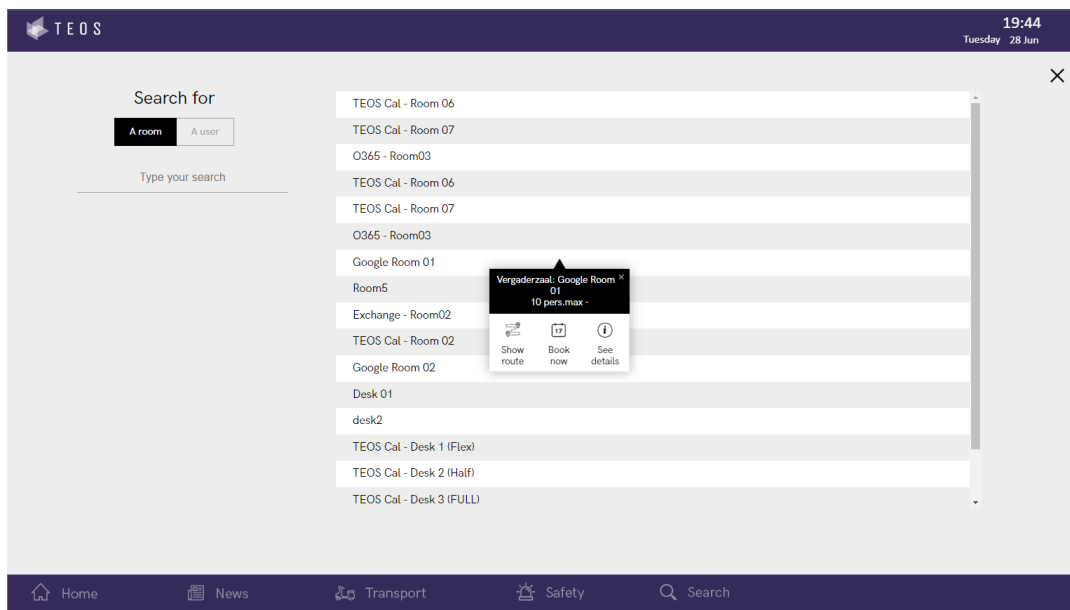 TEOS
19:44
Tuesday 28 Jun
Search for
A room A user
Type your search
TEOS Cal - Room 06
TEOS Cal - Room 07
O365 - Room03
TEOS Cal - Room 06
TEOS Cal - Room 07
O365 - Room03
Google Room 01
Room5
Exchange - Room02
TEOS Cal - Room 02
Google Room 02
Desk 01
desk2
TEOS Cal - Desk 1 (Flex)
TEOS Cal - Desk 2 (Half)
TEOS Cal - Desk 3 (FULL)
Vergaderzaal: Google Room
01
10 pers.max -
17
Show Book See
route now details
Home News Transport Safety Search